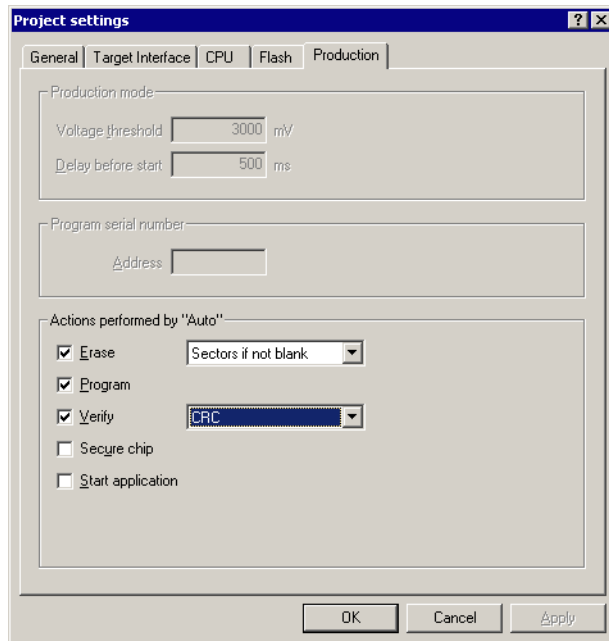 Project settings
General Target Interface CPU Flash Production
Production mode
Voltage threshold 3000 mV
Delay before start 500 ms
Program serial number
Address
Actions performed by "Auto"
Erase Sectors if not blank
Program
Verify CRC
Secure chip
Start application
OK Cancel Apply